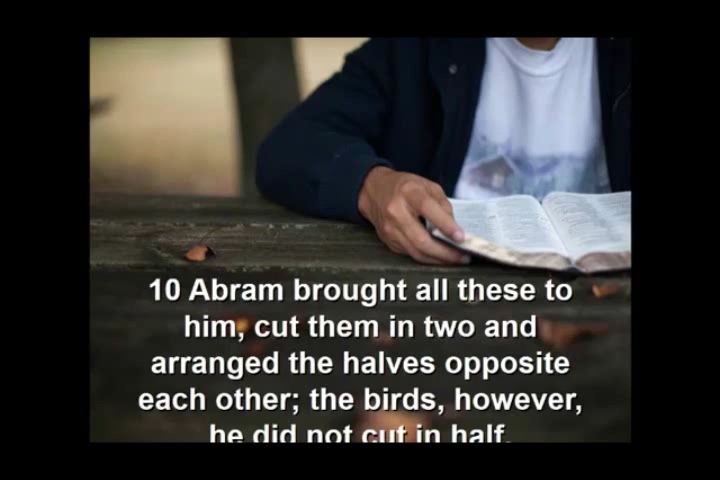 10 Abram brought all these to
him, cut them in two and
arranged the halves opposite
each other; the birds, however,
he did not cut in half.